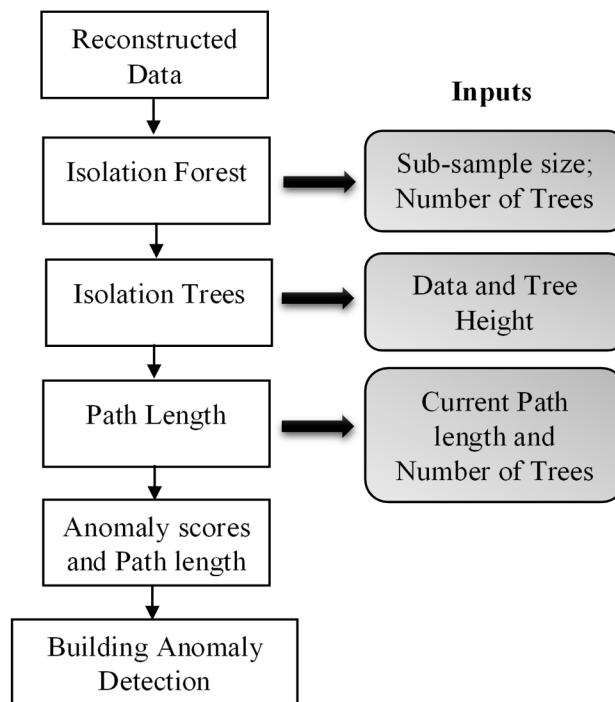 Reconstructed
Data
Inputs
Isolation Forest
Sub-sample size;
Number of Trees
Isolation Trees
Data and Tree
Height
Path Length
Current Path
length and
Number of Trees
Anomaly scores
and Path length
Building Anomaly
Detection